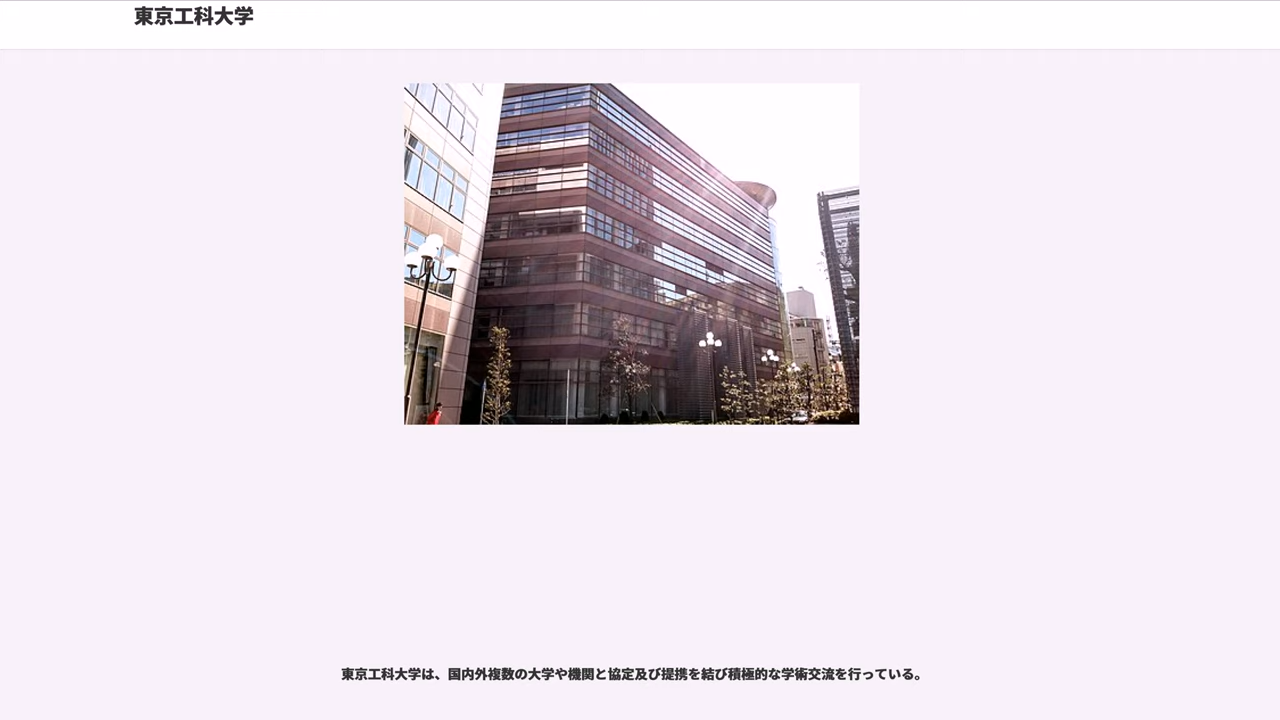 東京工科大学
東京工科大学は、国内外複数の大学や機関と協定及び提携を結び積極的な学術交流を行っている。